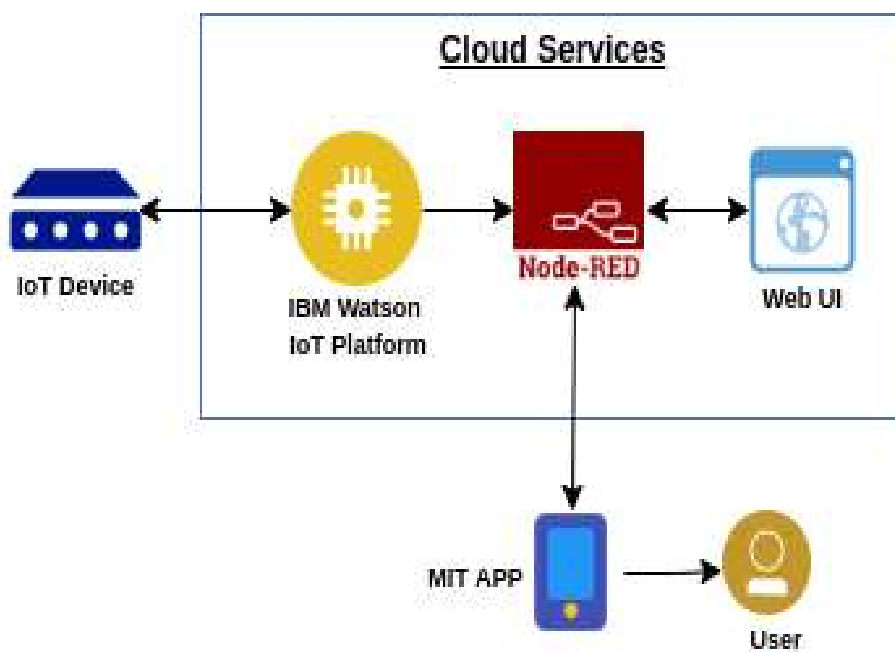 Cloud Services
IoT Device
IBM Watson
IoT Platform
Node-RED
Web UI
MIT APP
User